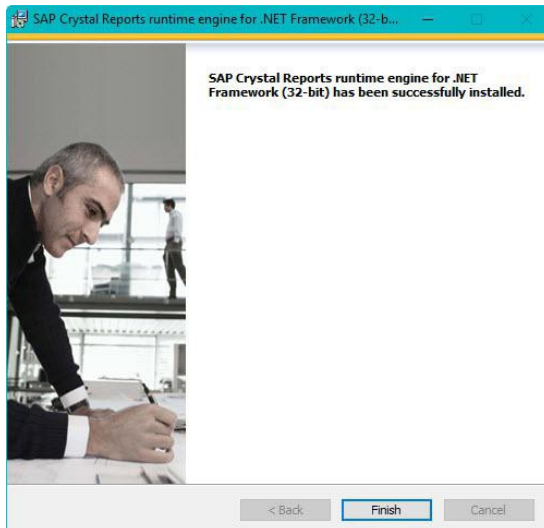 SAP Crystal Reports runtime engine for .NET Framework (32-b...
SAP Crystal Reports runtime engine for .NET
Framework (32-bit) has been successfully installed.
< Back Finish Cancel